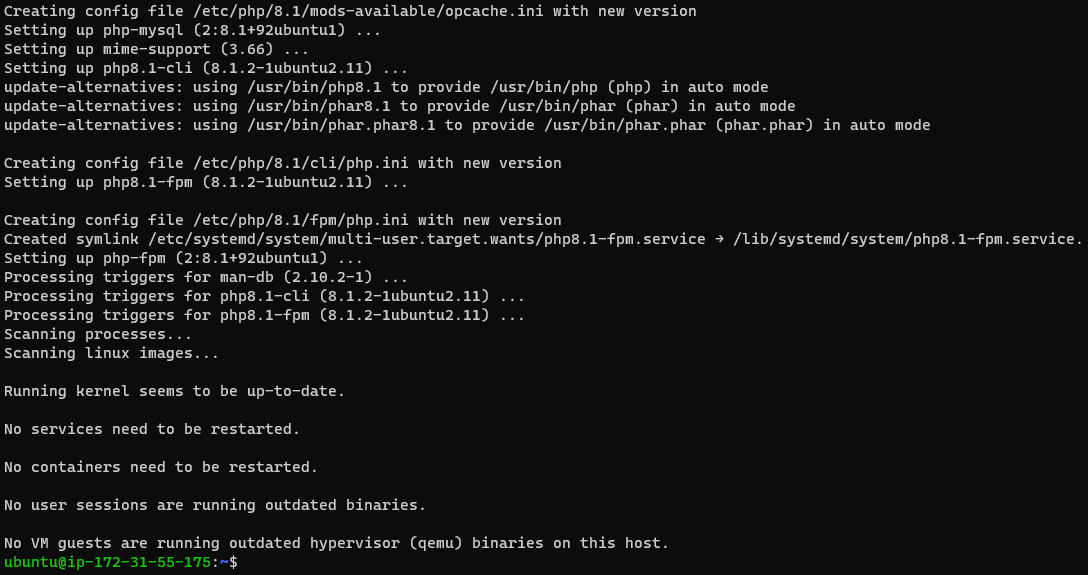 Creating config file /etc/php/8.1/mods-available/opcache.ini with new version
Setting up php-mysql (2:8.1+92ubuntu1) ...
Setting up mime-support (3.66) ...
Setting up php8.1-cli (8.1.2-1ubuntu2.11) ...
update-alternatives: using /usr/bin/php8.1 to provide /usr/bin/php (php) in auto mode
update-alternatives: using /usr/bin/phar8.1 to provide /usr/bin/phar (phar) in auto mode
update-alternatives: using /usr/bin/phar.phar8.1 to provide /usr/bin/phar.phar (phar.phar) in auto mode
Creating config file /etc/php/8.1/cli/php.ini with new version
Setting up php8.1-fpm (8.1.2-1ubuntu2.11) ...
Creating config file /etc/php/8.1/fpm/php.ini with new version
Created symlink /etc/systemd/system/multi-user.target.wants/php8.1-fpm.service → /lib/systemd/system/php8.1-fpm.service.
Setting up php-fpm (2:8.1+92ubuntu1) ...
Processing triggers for man-db (2.10.2-1) ...
Processing triggers for php8.1-cli (8.1.2-1ubuntu2.11) ...
Processing triggers for php8.1-fpm (8.1.2-1ubuntu2.11) ...
Scanning processes...
Scanning linux images...
Running kernel seems to be up-to-date.
No services need to be restarted.
No containers need to be restarted.
No user sessions are running outdated binaries.
No VM guests are running outdated hypervisor (qemu) binaries on this host.
ubuntu@ip-172-31-55-175:~$